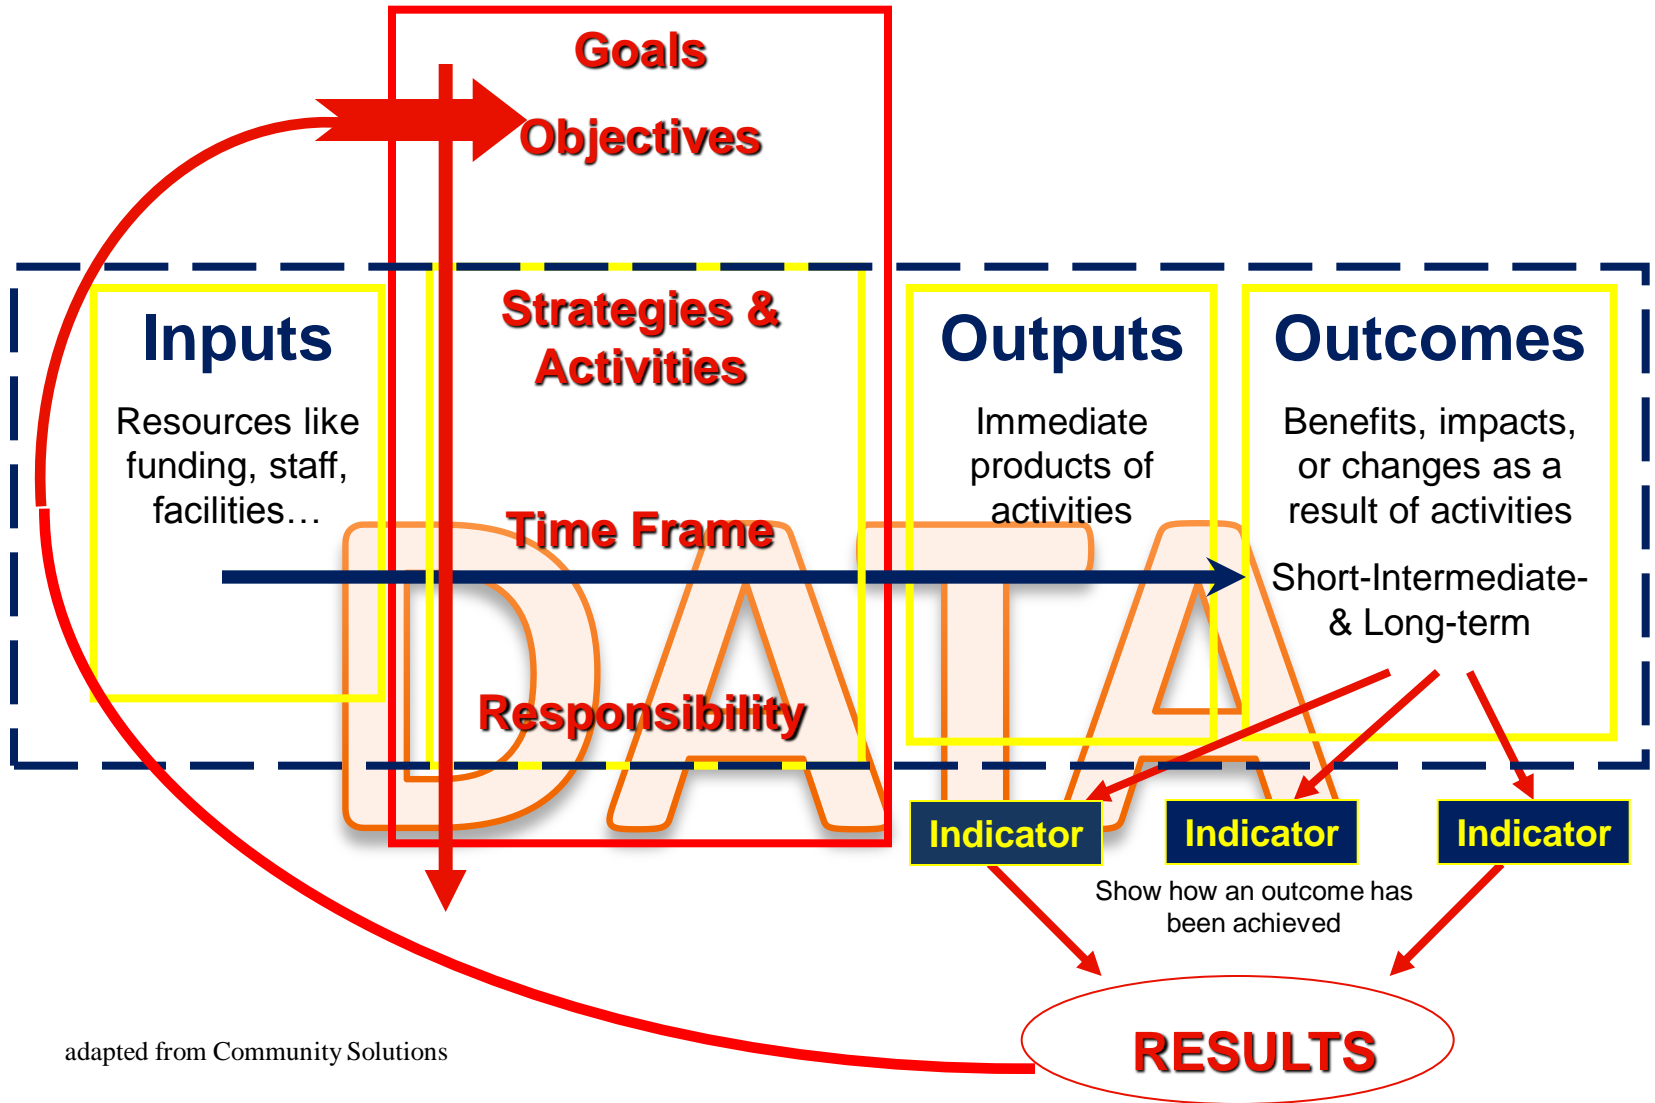 Goals
Objectives
Strategies &
Activities
Time Frame
Responsibility
Inputs
Resources like
funding, staff,
facilities…
Outputs
Immediate
products of
activities
Outcomes
Benefits, impacts,
or changes as a
result of activities
Short-Intermediate-
& Long-term
DATA
Indicator
Indicator
Indicator
Show how an outcome has
been achieved
RESULTS
adapted from Community Solutions